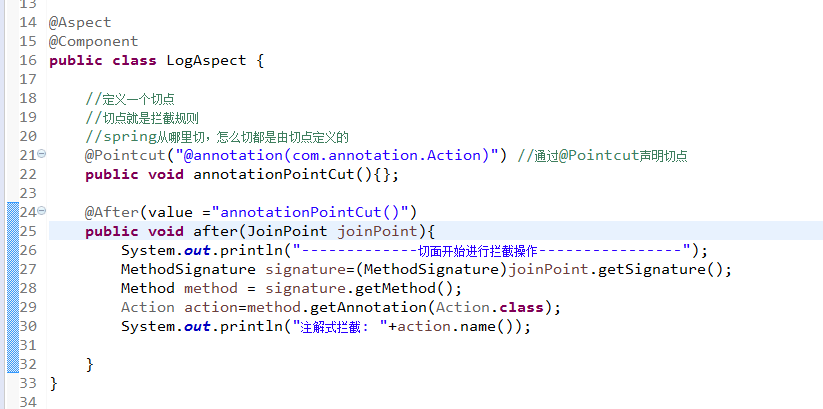 13
14 @Aspect
15 @Component
16 public class LogAspect {
17
18 //定义一个切点
19 //切点就是拦截规则
20 //spring从哪里切，怎么切都是由切点定义的
21 @Pointcut("@annotation(com.annotation.Action)") //通过@Pointcut声明切点
22 public void annotationPointCut(){};
23
24 @After(value ="annotationPointCut()")
25 public void after(JoinPoint joinPoint){
26 System.out.println("-------------切面开始进行拦截操作----------------");
27 MethodSignature signature=(MethodSignature)joinPoint.getSignature();
28 Method method = signature.getMethod();
29 Action action=method.getAnnotation(Action.class);
30 System.out.println("注解式拦截: "+action.name());
31
32 }
33 }
34